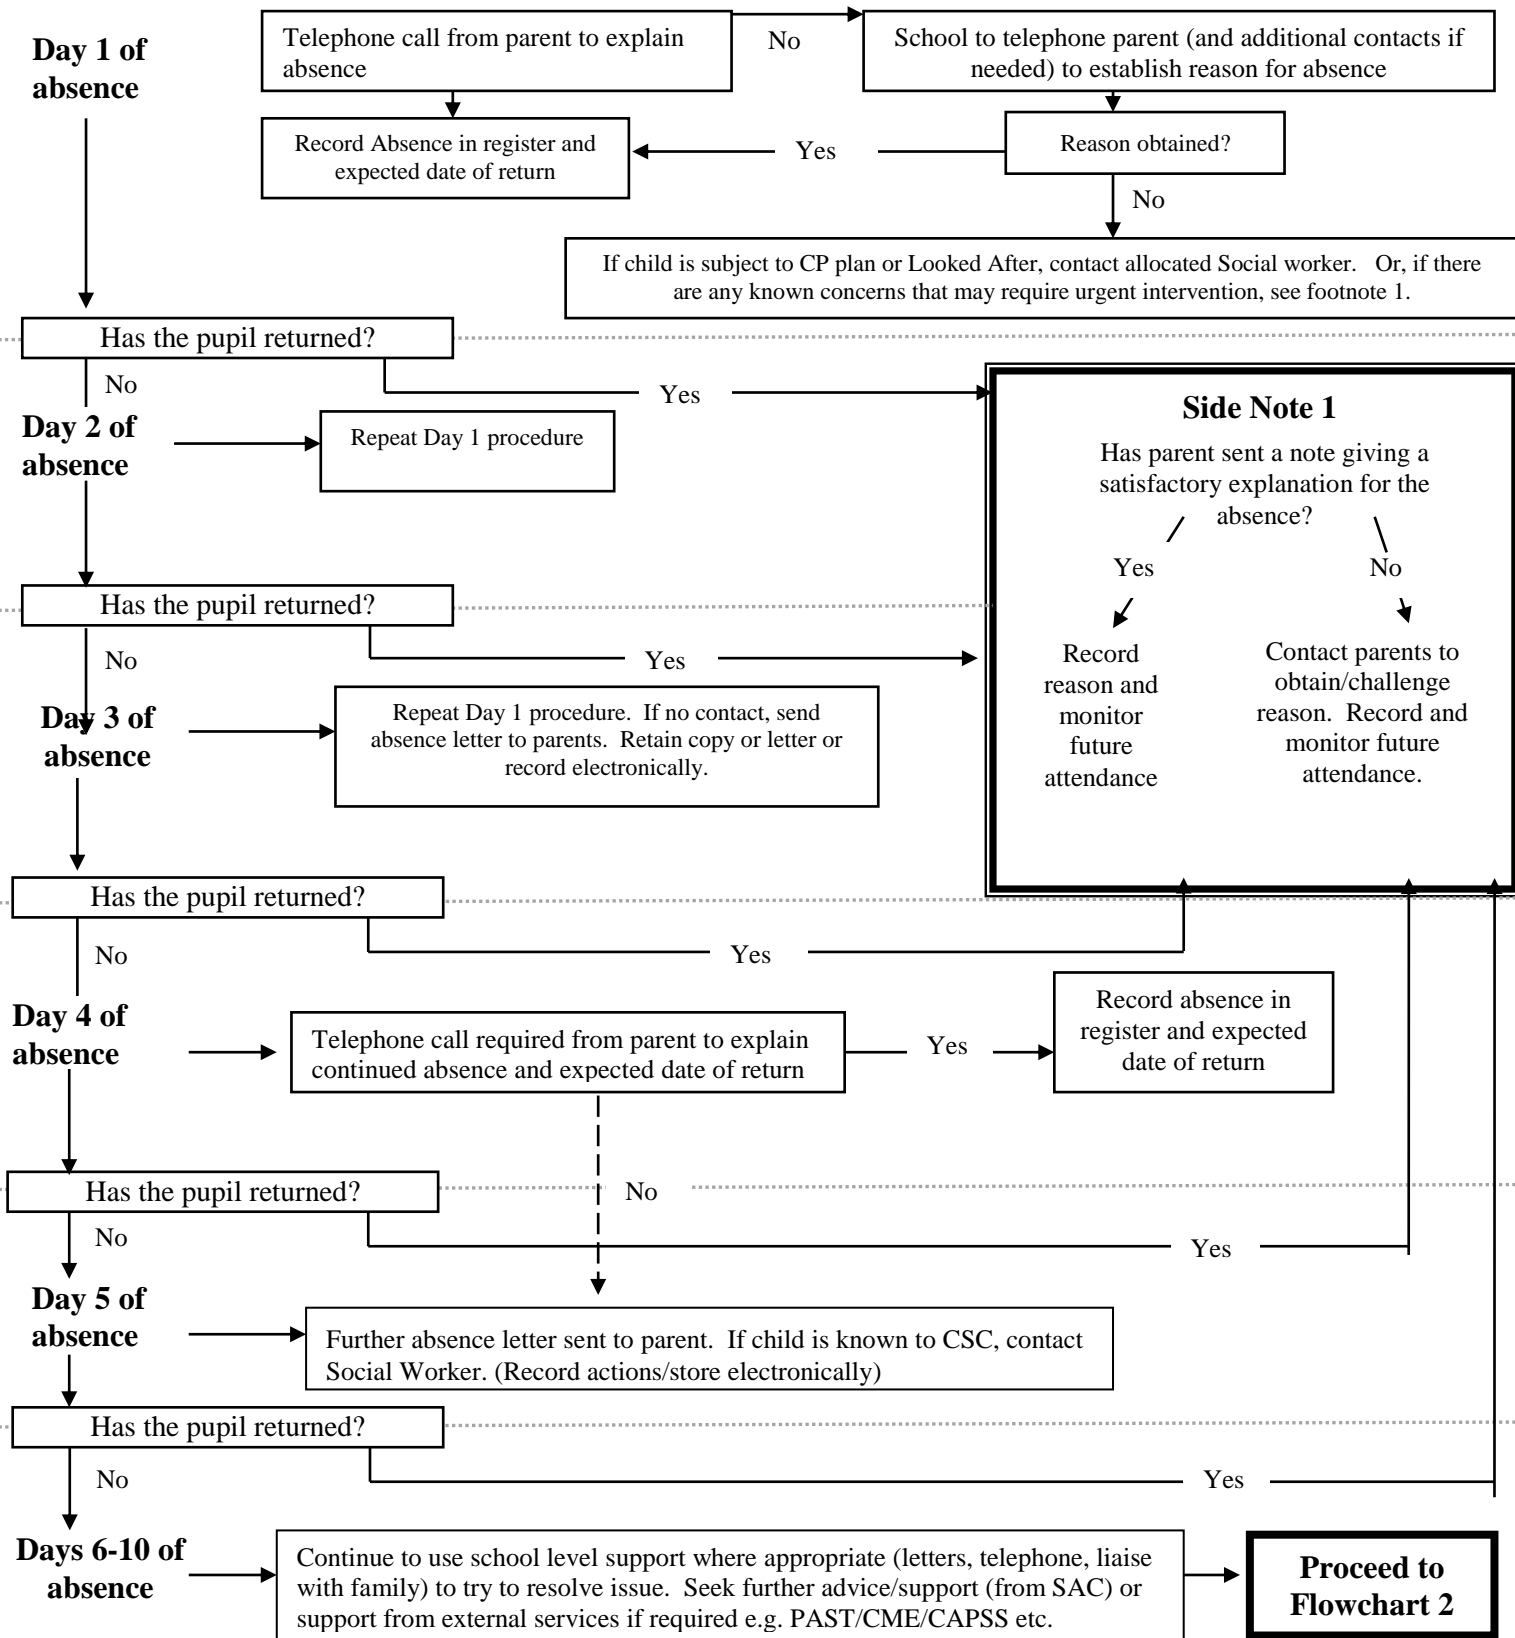 Day 1 of
absence
Telephone call from parent to explain
absence
No
School to telephone parent (and additional contacts if
needed) to establish reason for absence
Record Absence in register and
expected date of return
Yes
Reason obtained?
No
If child is subject to CP plan or Looked After, contact allocated Social worker. Or, if there
are any known concerns that may require urgent intervention, see footnote 1.
Has the pupil returned?
No
Yes
Day 2 of
absence
Repeat Day 1 procedure
Side Note 1
Has parent sent a note giving a
satisfactory explanation for the
absence?
Yes
No
Record
reason and
monitor
future
attendance
Contact parents to
obtain/challenge
reason. Record and
monitor future
attendance.
Has the pupil returned?
No
Yes
Day 3 of
absence
Repeat Day 1 procedure. If no contact, send
absence letter to parents. Retain copy or letter or
record electronically.
Has the pupil returned?
No
Yes
Day 4 of
absence
Telephone call required from parent to explain
continued absence and expected date of return
Yes
Record absence in
register and expected
date of return
Has the pupil returned?
No
No
Yes
Day 5 of
absence
Further absence letter sent to parent. If child is known to CSC, contact
Social Worker. (Record actions/store electronically)
Has the pupil returned?
No
Yes
Days 6-10 of
absence
Continue to use school level support where appropriate (letters, telephone, liaise
with family) to try to resolve issue. Seek further advice/support (from SAC) or
support from external services if required e.g. PAST/CME/CAPSS etc.
Proceed to
Flowchart 2